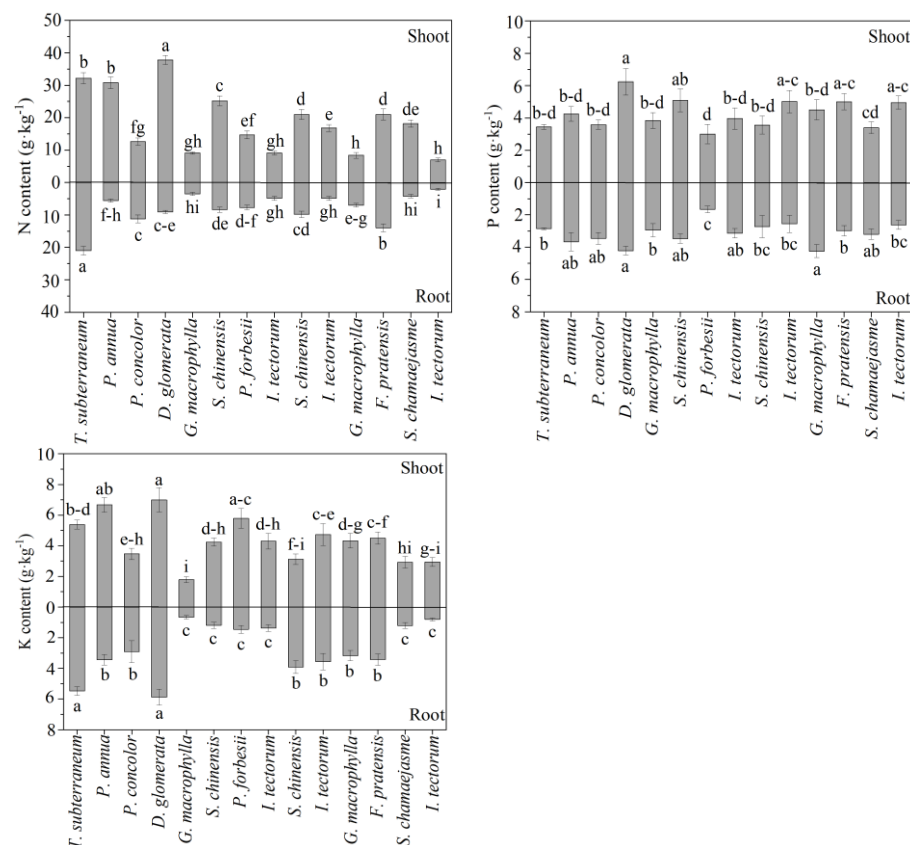 50
40
30
20
10
0
10
20
30
40
N content (g·kg⁻¹)
Shoot
b b fg a gh c ef gh d e h d de h
a f-h c c-e hi de d-f gh cd gh e-g b hi i
Root
T. subterraneum
P. annua
P. concolor
D. glomerata
G. macrophylla
S. chinensis
P. forbesii
I. tectorum
S. chinensis
I. tectorum
G. macrophylla
F. pratensis
S. chamaejasme
I. tectorum
10
8
6
4
2
0
2
4
6
8
P content (g·kg⁻¹)
Shoot
b-d b-d b-d a b-d ab d b-d b-d a-c b-d a-c cd a-c
b ab ab a b ab c ab bc bc a b ab bc
Root
T. subterraneum
P. annua
P. concolor
D. glomerata
G. macrophylla
S. chinensis
P. forbesii
I. tectorum
S. chinensis
I. tectorum
G. macrophylla
F. pratensis
S. chamaejasme
I. tectorum
10
8
6
4
2
0
2
4
6
8
K content (g·kg⁻¹)
Shoot
b-d ab e-h a i d-h a-c d-h f-i c-e d-g c-f hi g-i
a b b a c c c c b b b b c c
Root
T. subterraneum
P. annua
P. concolor
D. glomerata
G. macrophylla
S. chinensis
P. forbesii
I. tectorum
S. chinensis
I. tectorum
G. macrophylla
F. pratensis
S. chamaejasme
I. tectorum